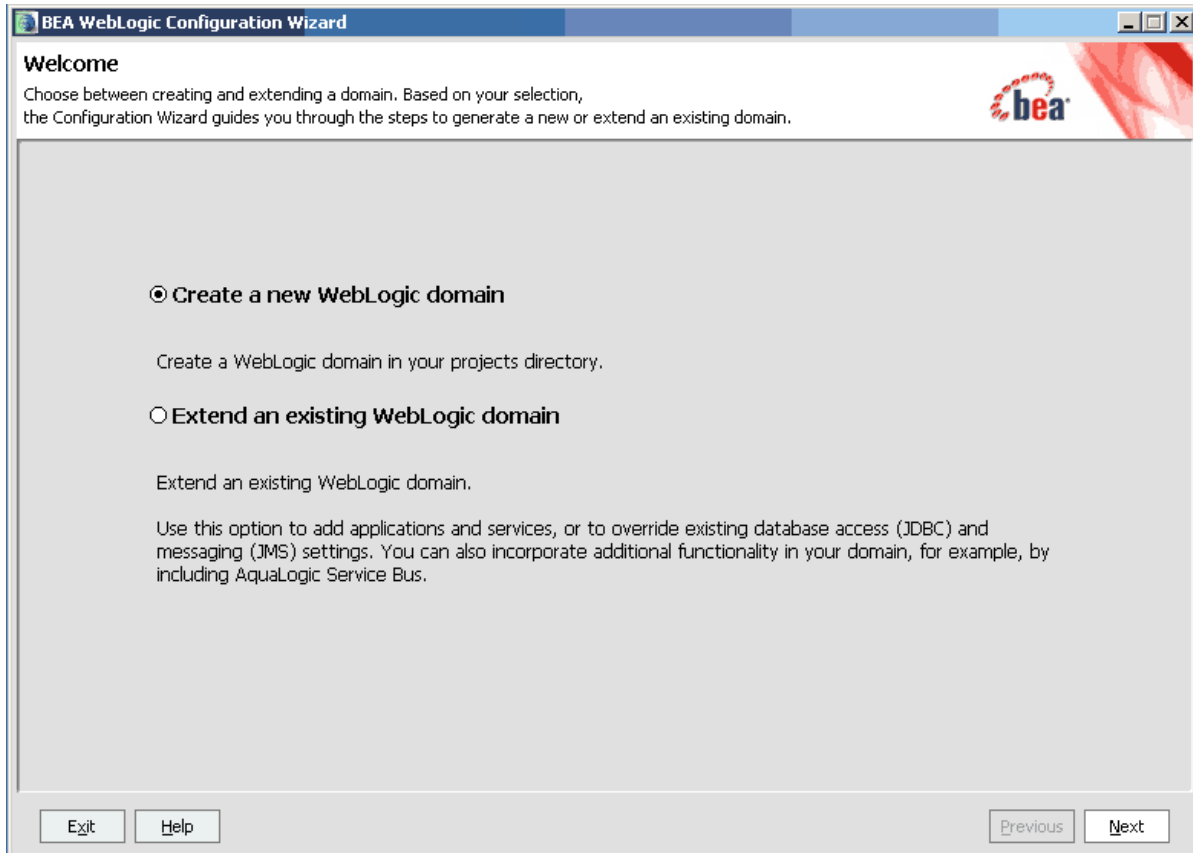 BEA WebLogic Configuration Wizard
Welcome
Choose between creating and extending a domain. Based on your selection,
the Configuration Wizard guides you through the steps to generate a new or extend an existing domain.
bea
Create a new WebLogic domain
Create a WebLogic domain in your projects directory.
Extend an existing WebLogic domain
Extend an existing WebLogic domain.
Use this option to add applications and services, or to override existing database access (JDBC) and
messaging (JMS) settings. You can also incorporate additional functionality in your domain, for example, by
including AquaLogic Service Bus.
Exit Help Previous Next